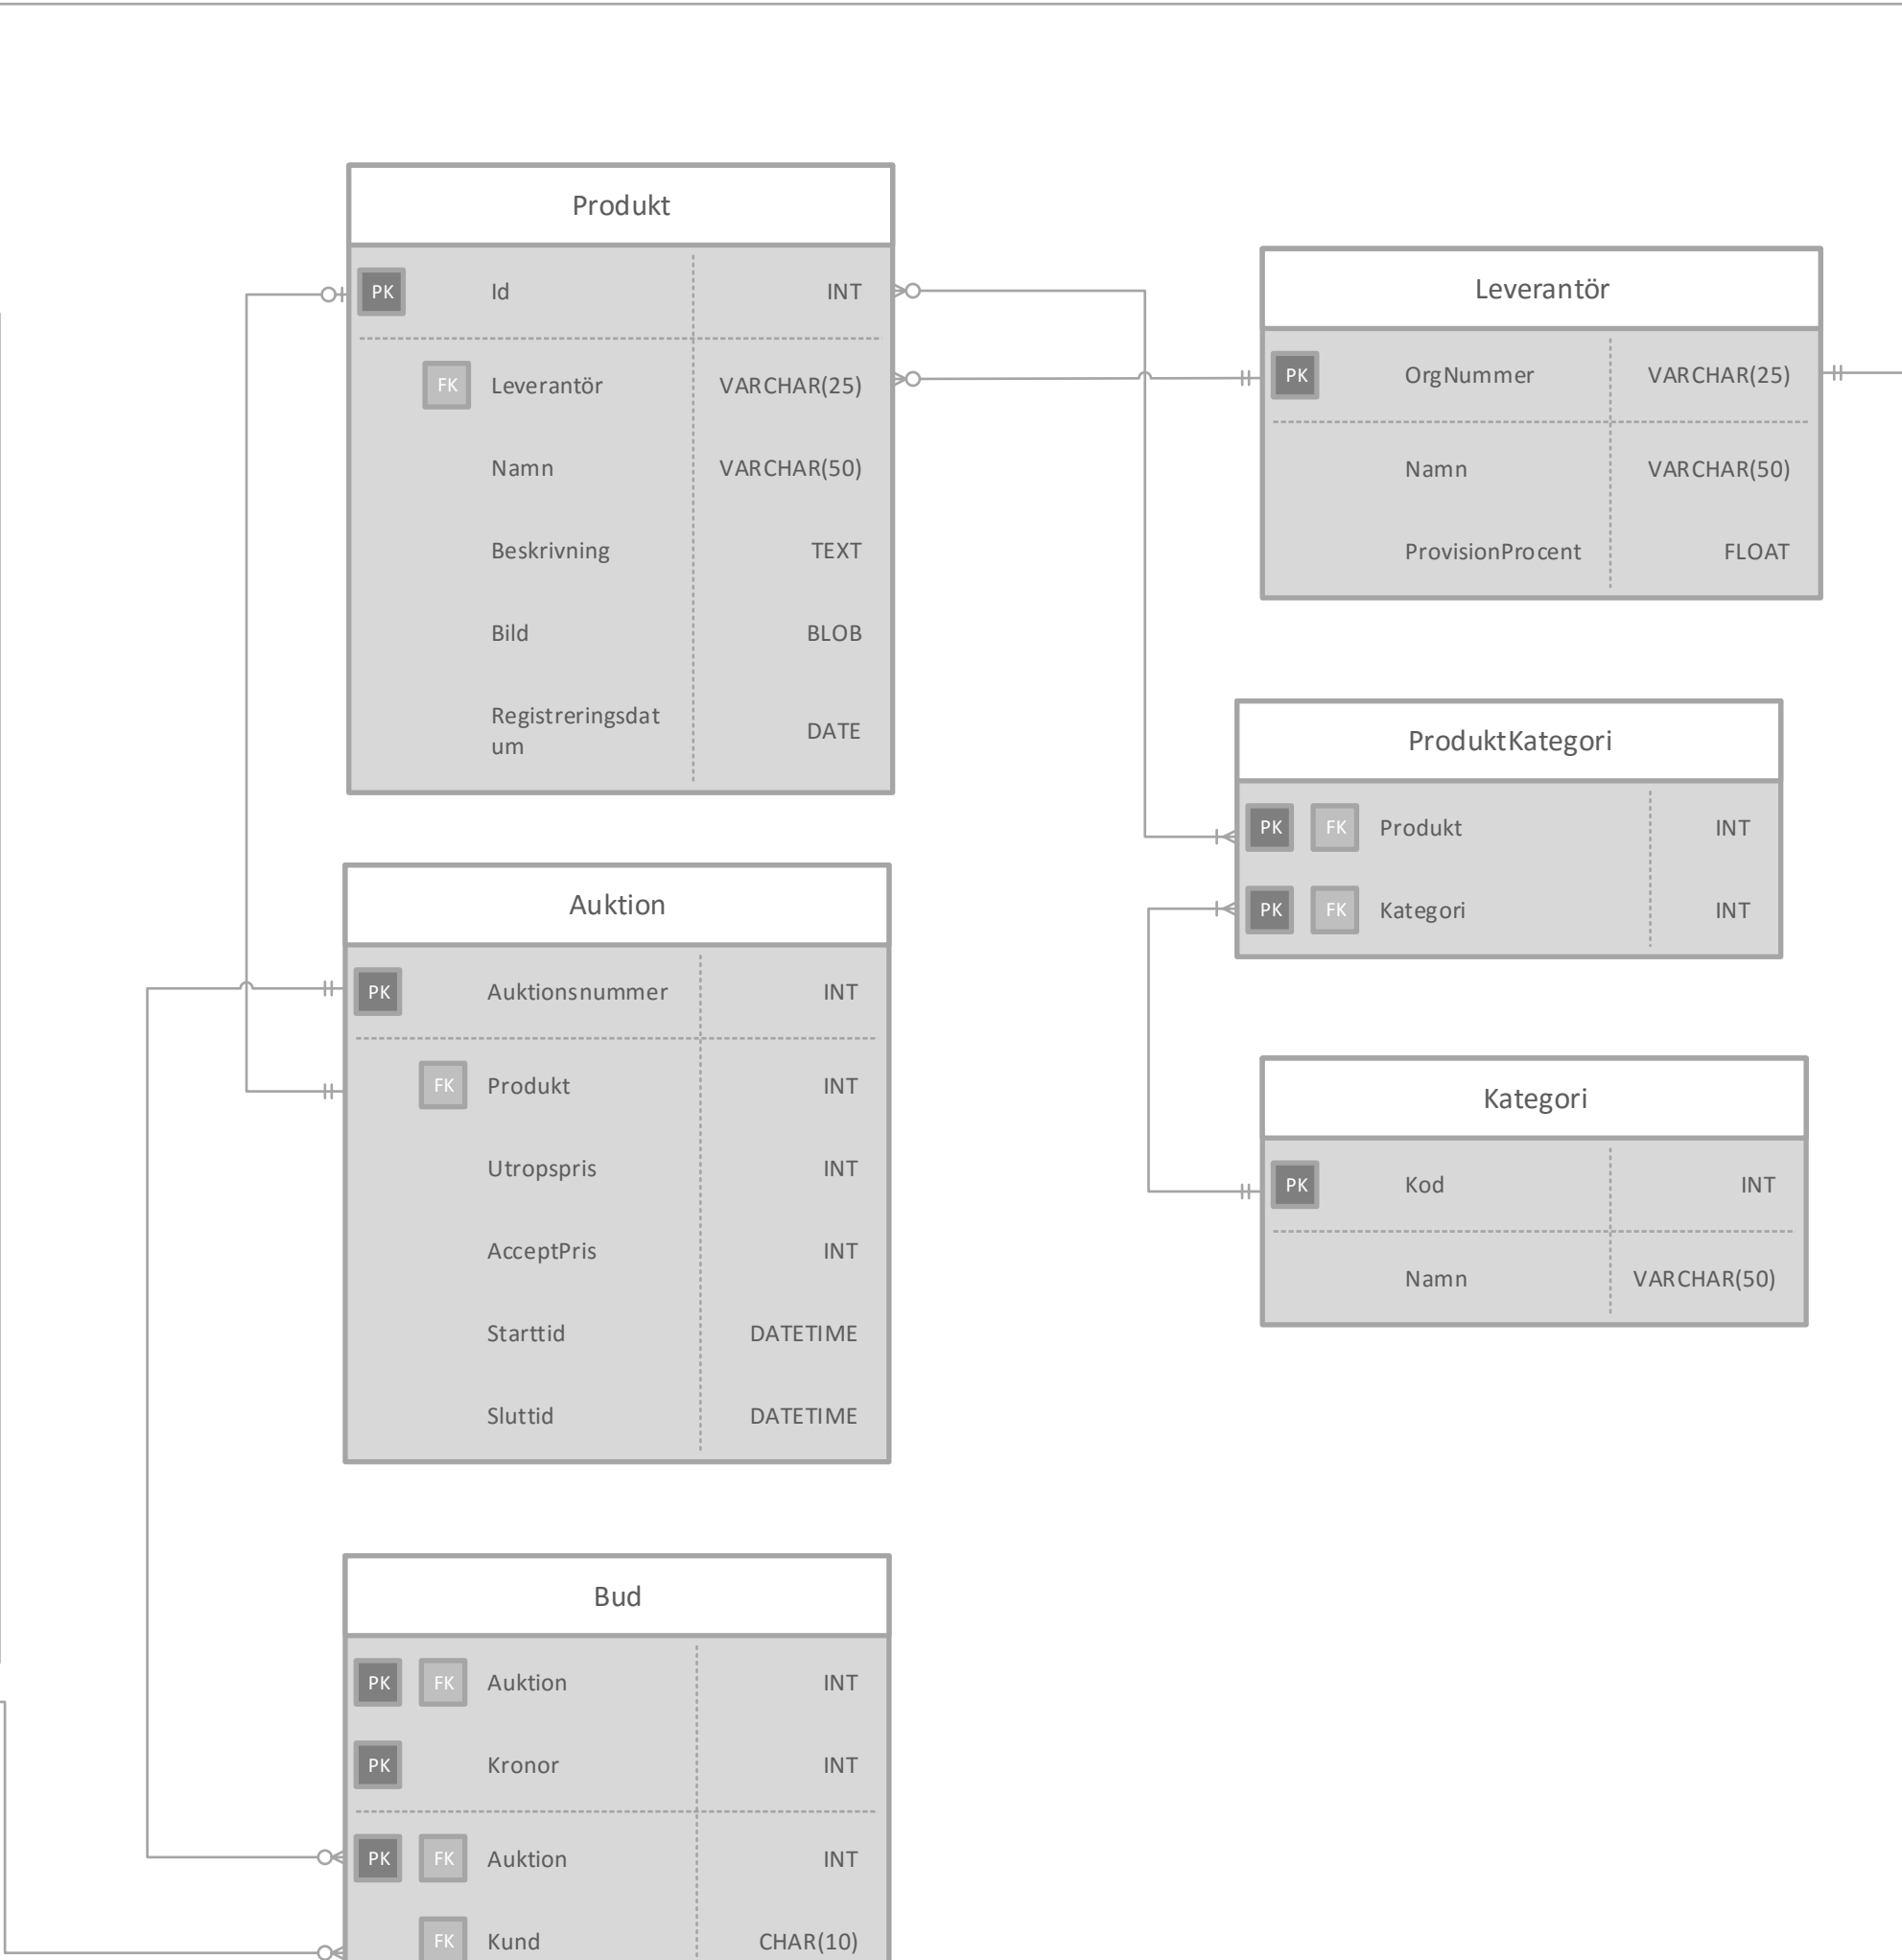 Produkt
PK Id INT
FK Leverantör VARCHAR(25)
Namn VARCHAR(50)
Beskrivning TEXT
Bild BLOB
Registreringsdat
um DATE
Leverantör
PK OrgNummer VARCHAR(25)
Namn VARCHAR(50)
ProvisionProcent FLOAT
ProduktKategori
PK FK Produkt INT
PK FK Kategori INT
Auktion
PK Auktionsnummer INT
FK Produkt INT
Utropspris INT
AcceptPris INT
Starttid DATETIME
Sluttid DATETIME
Kategori
PK Kod INT
Namn VARCHAR(50)
Bud
PK FK Auktion INT
PK Kronor INT
PK FK Auktion INT
FK Kund CHAR(10)